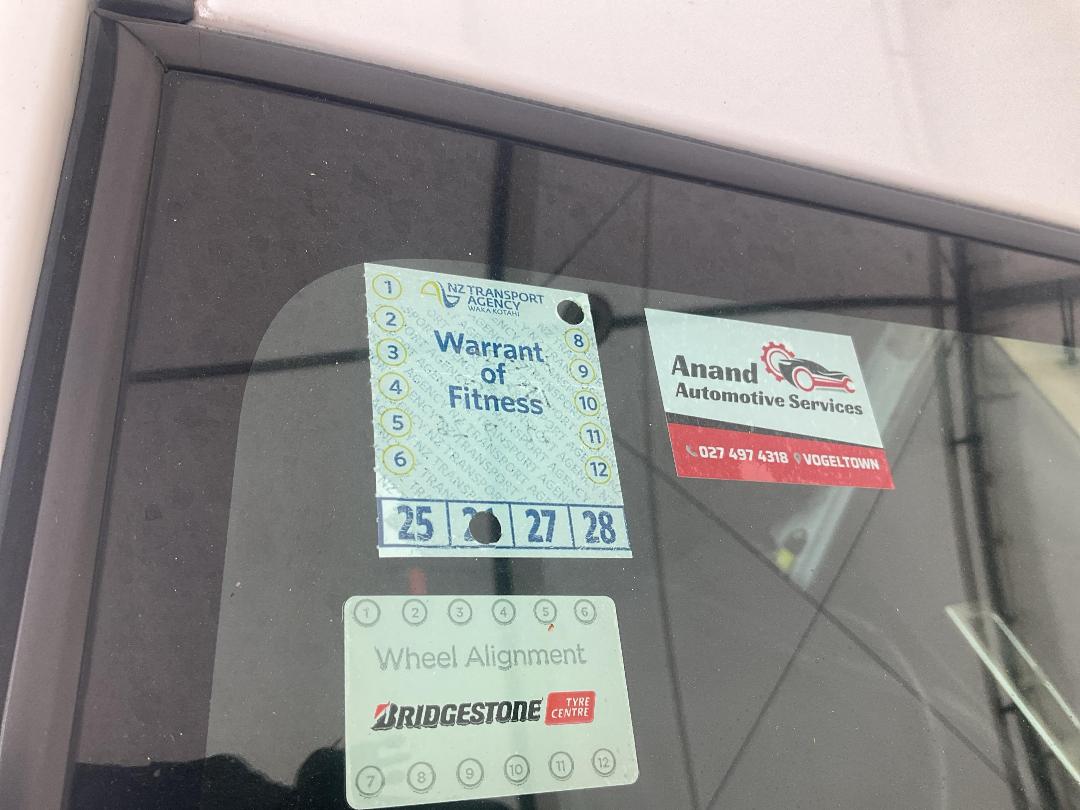 NZ TRANSPORT
AGENCY
WAKA KOTAHI
Warrant
of
Fitness
1
2
3
4
5
6
8
9
10
11
12
25 27 28
Anand
Automotive Services
027 497 4318 VOGELTOWN
1 2 3 4 5 6
Wheel Alignment
BRIDGESTONE TYRE
CENTRE
7 8 9 10 11 12